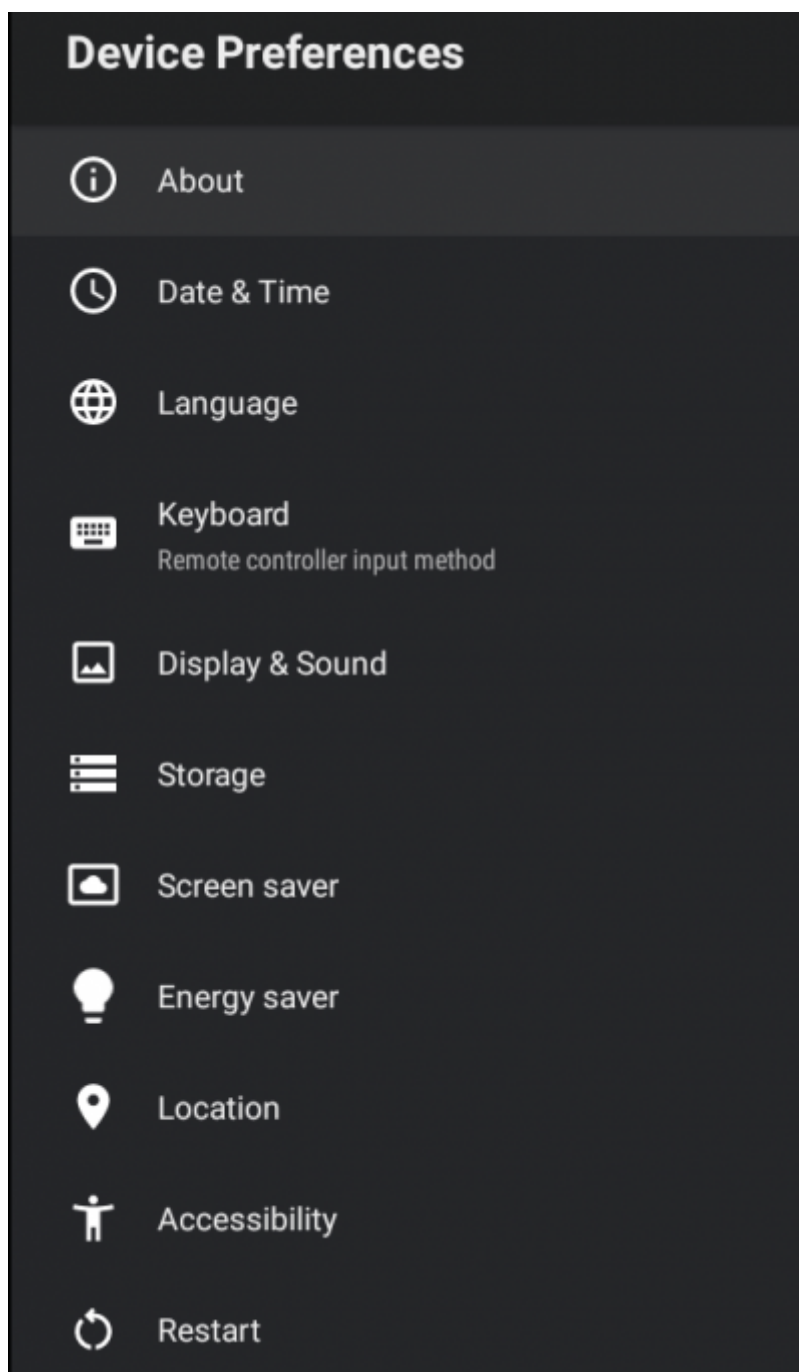 Device Preferences
About
Date & Time
Language
Keyboard
Remote controller input method
Display & Sound
Storage
Screen saver
Energy saver
Location
Accessibility
Restart